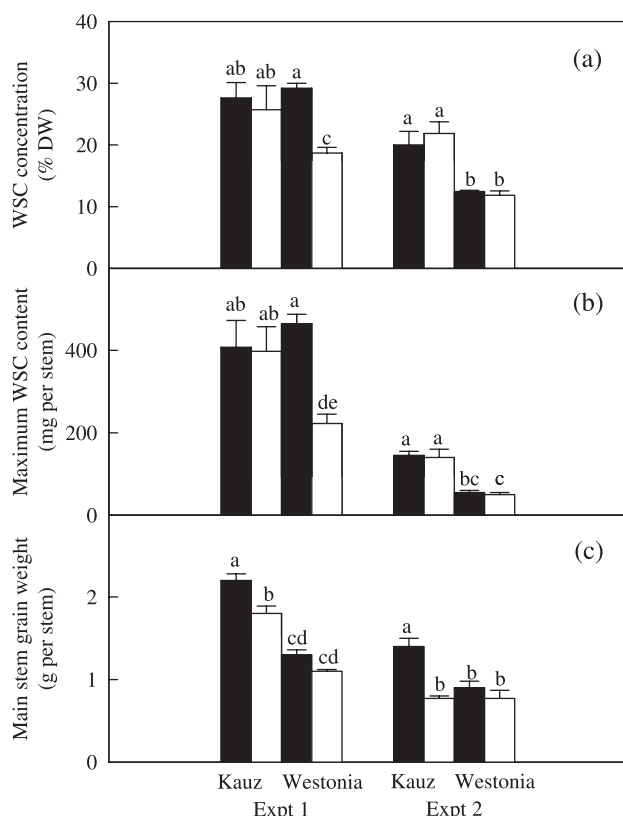 40
(a)
ab ab a
a a
30
c
20
b b
10
0
WSC concentration
(% DW)
(b)
ab ab a
400
de
200
a a
bc c
0
Maximum WSC content
(mg per stem)
(c)
a
b
2
a
cd cd
b b b
1
0
Main stem grain weight
(g per stem)
Kauz Westonia Kauz Westonia
Expt 1 Expt 2